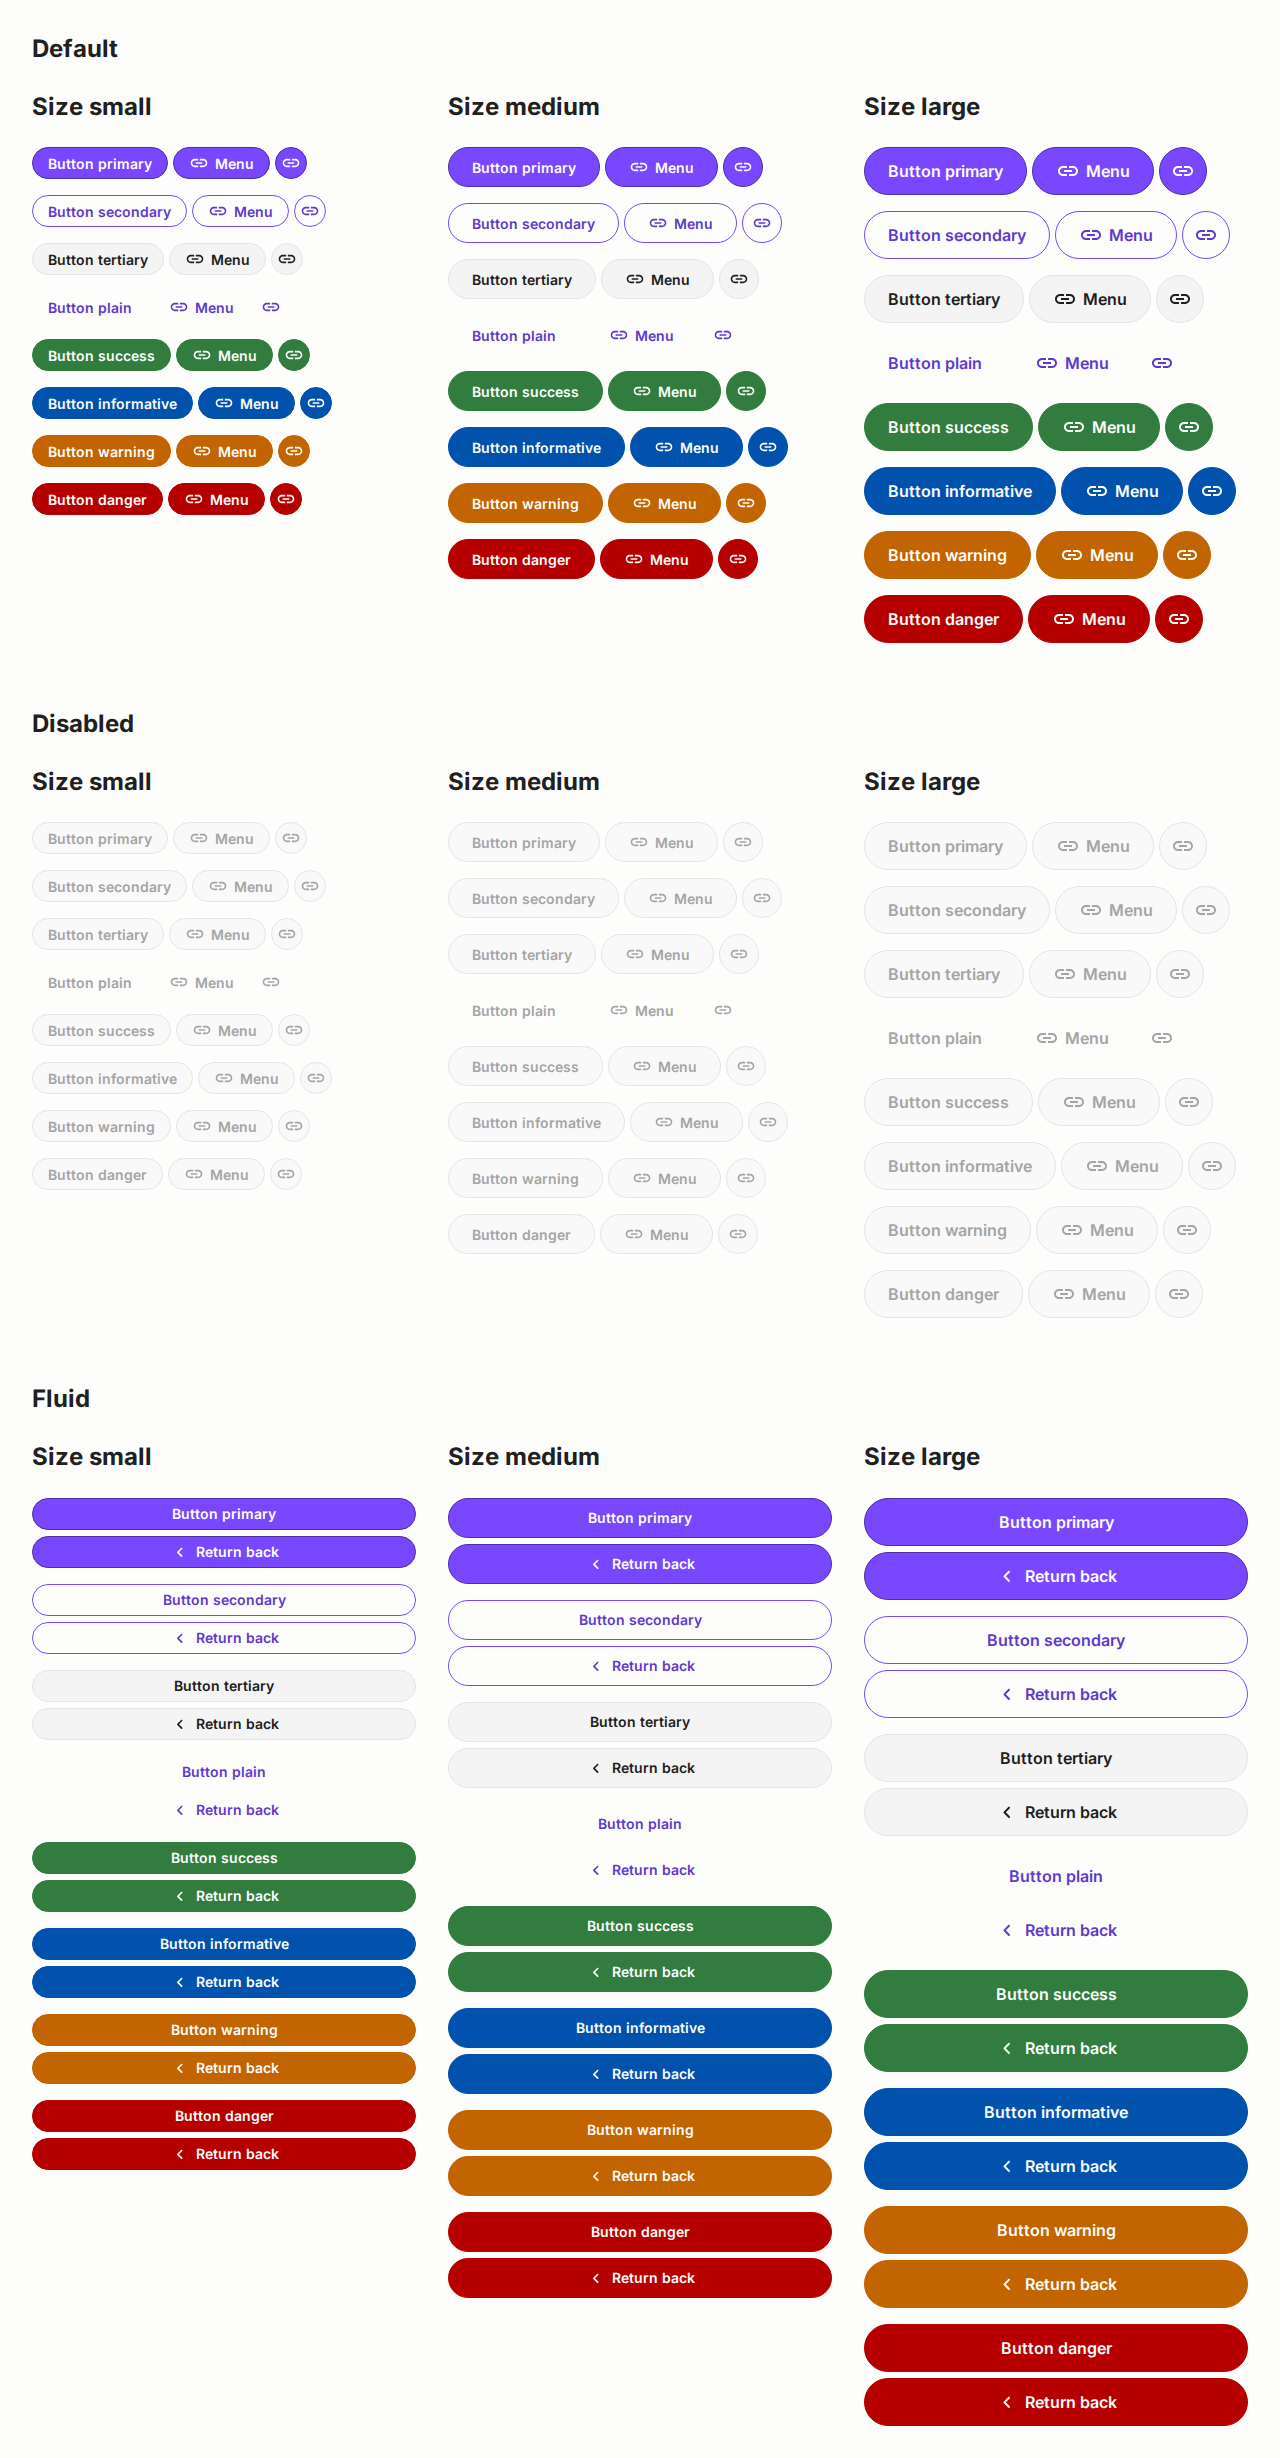 Default
Size small
Button primary Menu
Button secondary Menu
Button tertiary Menu
Button plain Menu
Button success Menu
Button informative Menu
Button warning Menu
Button danger Menu
Size medium
Button primary Menu
Button secondary Menu
Button tertiary Menu
Button plain Menu
Button success Menu
Button informative Menu
Button warning Menu
Button danger Menu
Size large
Button primary Menu
Button secondary Menu
Button tertiary Menu
Button plain Menu
Button success Menu
Button informative Menu
Button warning Menu
Button danger Menu
Disabled
Size small
Button primary Menu
Button secondary Menu
Button tertiary Menu
Button plain Menu
Button success Menu
Button informative Menu
Button warning Menu
Button danger Menu
Size medium
Button primary Menu
Button secondary Menu
Button tertiary Menu
Button plain Menu
Button success Menu
Button informative Menu
Button warning Menu
Button danger Menu
Size large
Button primary Menu
Button secondary Menu
Button tertiary Menu
Button plain Menu
Button success Menu
Button informative Menu
Button warning Menu
Button danger Menu
Fluid
Size small
Button primary
Return back
Button secondary
Return back
Button tertiary
Return back
Button plain
Return back
Button success
Return back
Button informative
Return back
Button warning
Return back
Button danger
Return back
Size medium
Button primary
Return back
Button secondary
Return back
Button tertiary
Return back
Button plain
Return back
Button success
Return back
Button informative
Return back
Button warning
Return back
Button danger
Return back
Size large
Button primary
Return back
Button secondary
Return back
Button tertiary
Return back
Button plain
Return back
Button success
Return back
Button informative
Return back
Button warning
Return back
Button danger
Return back